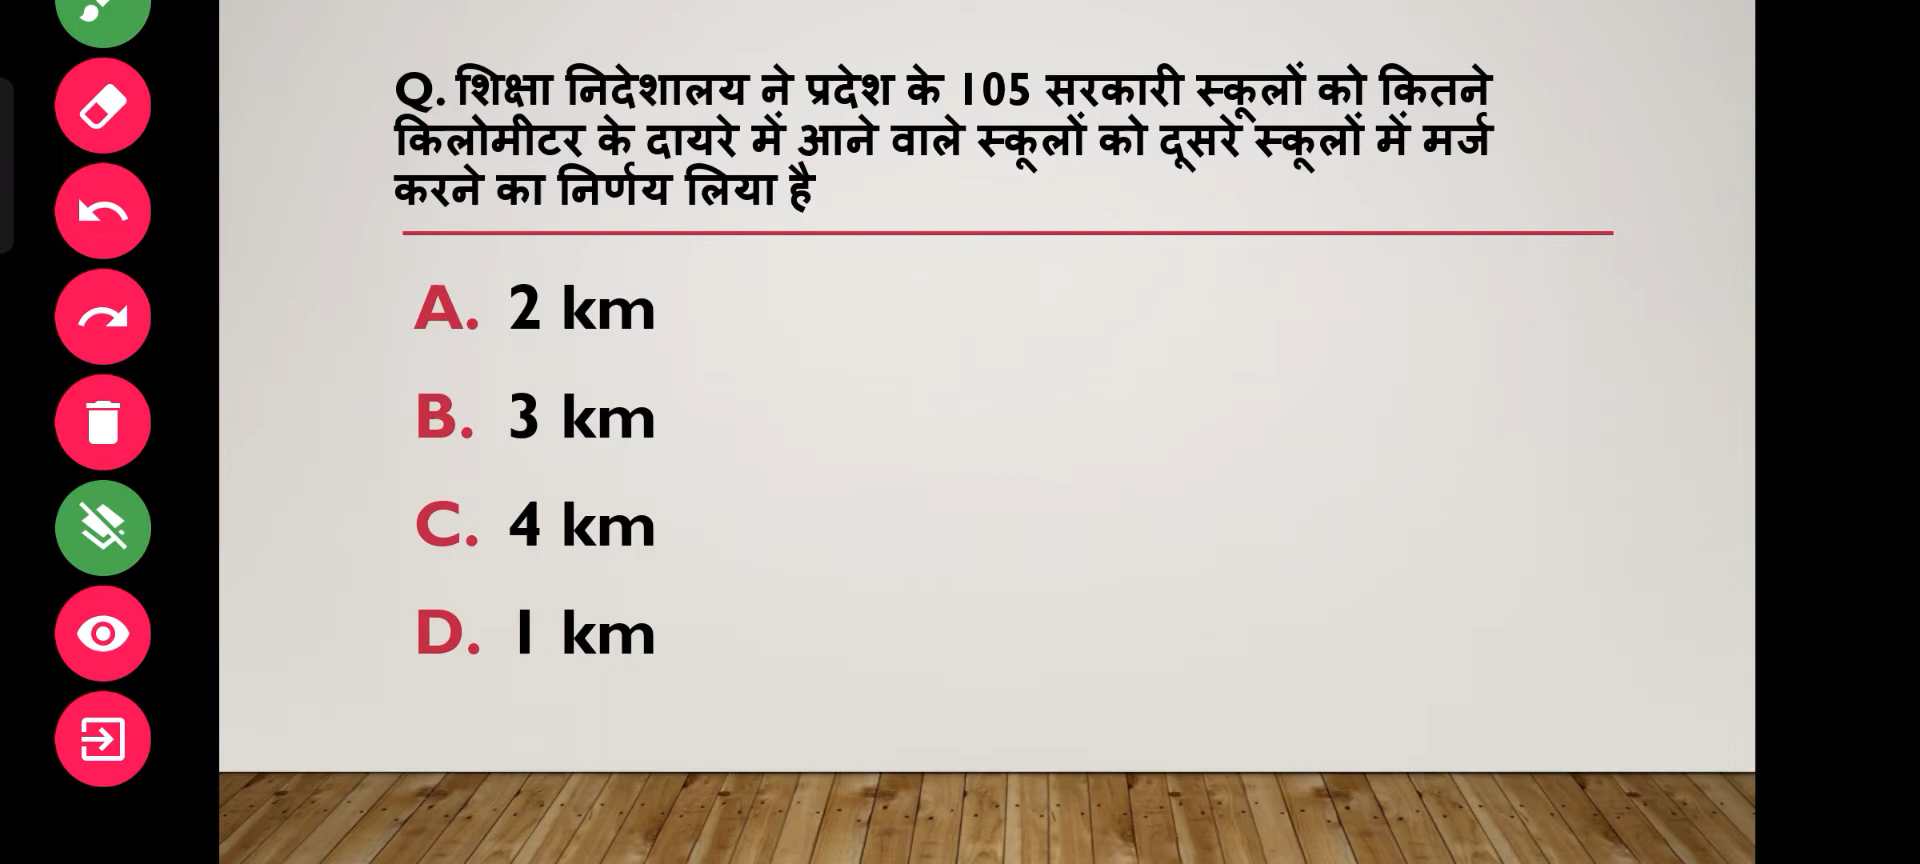 Q. शिक्षा निदेशालय ने प्रदेश के 105 सरकारी स्कूलों को कितने
किलोमीटर के दायरे में आने वाले स्कूलों को दूसरे स्कूलों में मर्ज
करने का निर्णय लिया है
A. 2 km
B. 3 km
C. 4 km
D. 1 km